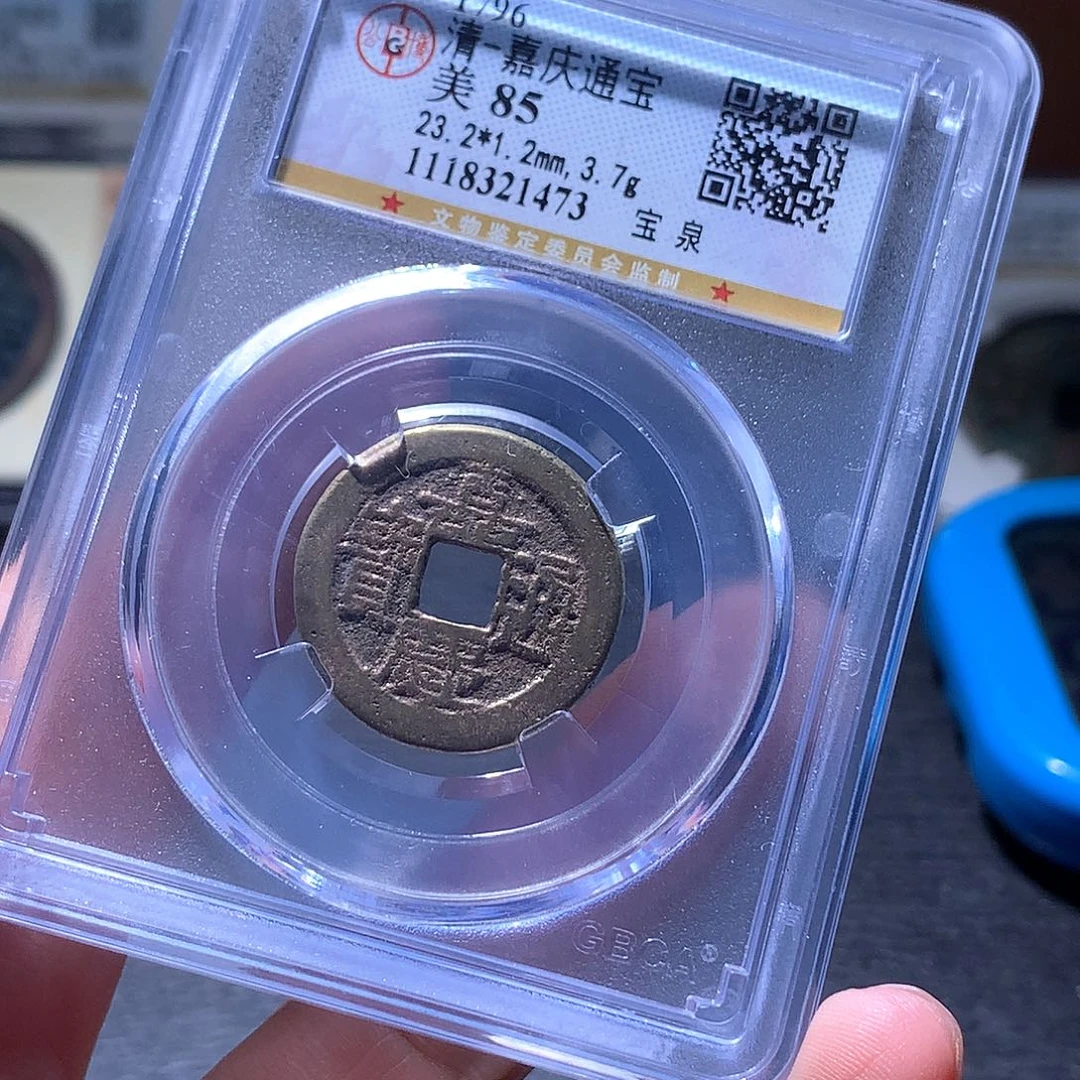 1796
清-嘉庆通宝
美 85
23.2*1.2mm, 3.7g
1118321473
宝泉
★ 文物鉴定委员会监制 ★
GBCA